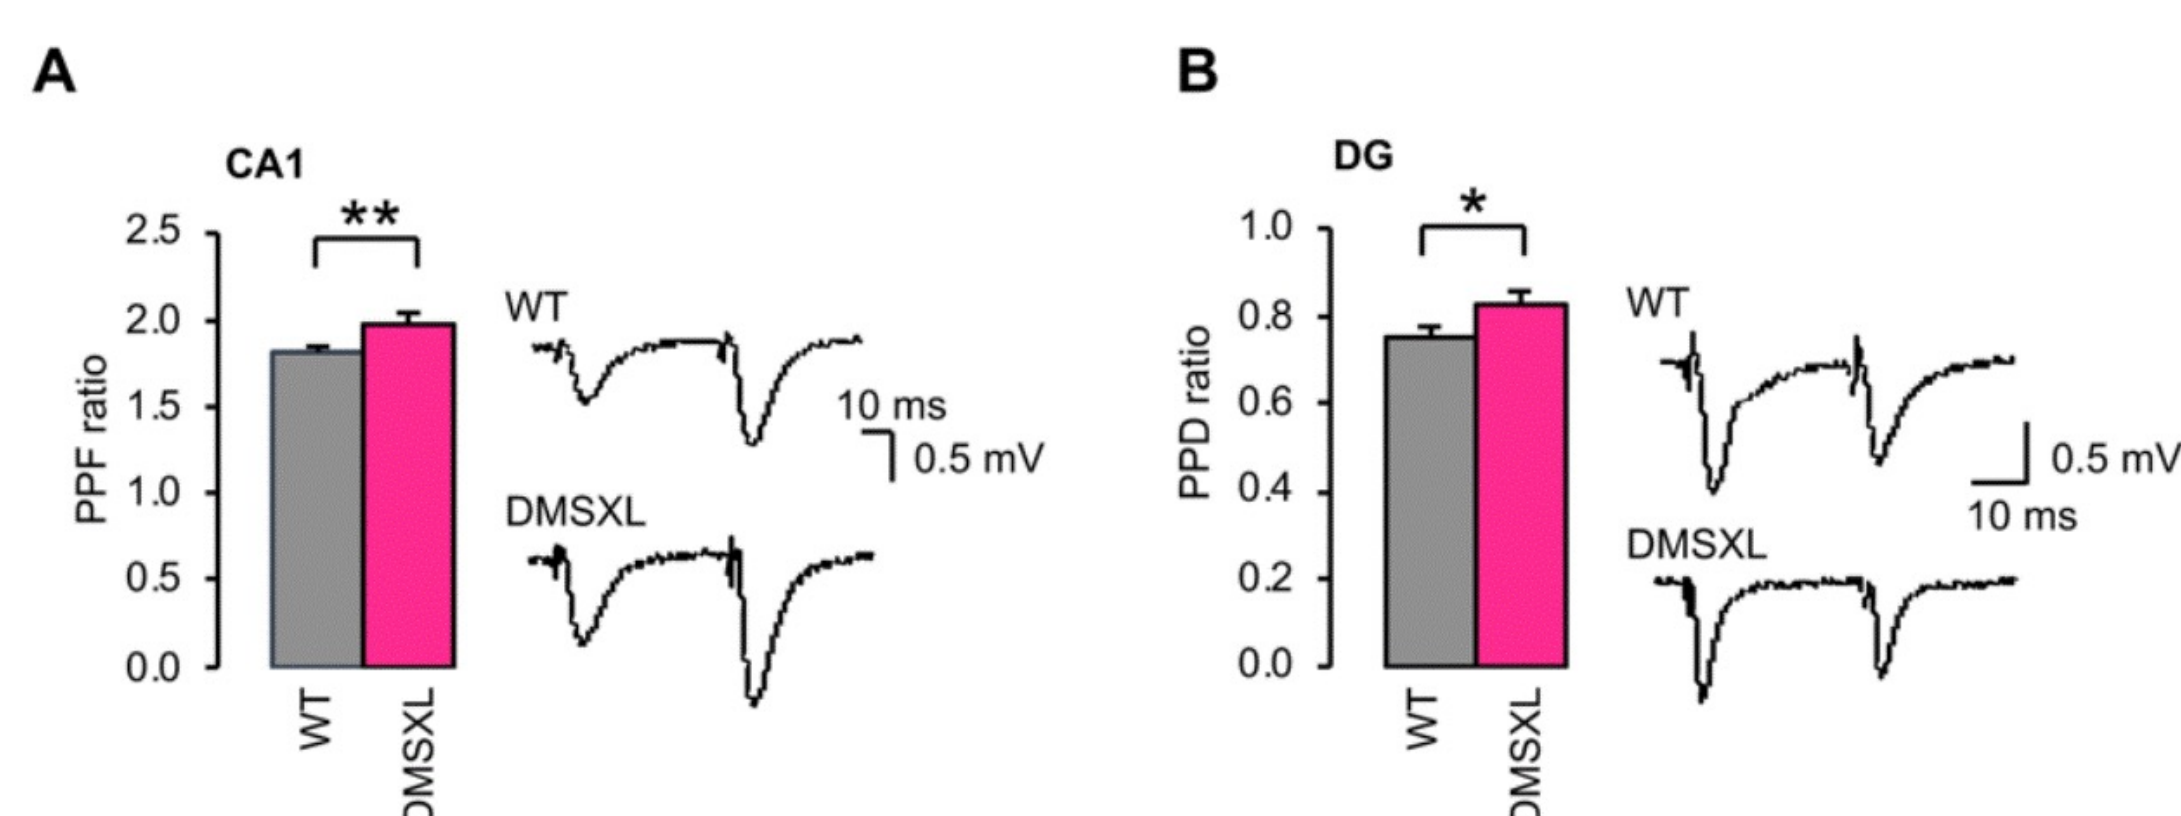 A
CA1
**
2.5
2.0
1.5
1.0
0.5
0.0
PPF ratio
WT
DMSXL
WT
10 ms
0.5 mV
DMSXL
B
DG
*
1.0
0.8
0.6
0.4
0.2
0.0
PPD ratio
WT
DMSXL
WT
0.5 mV
10 ms
DMSXL